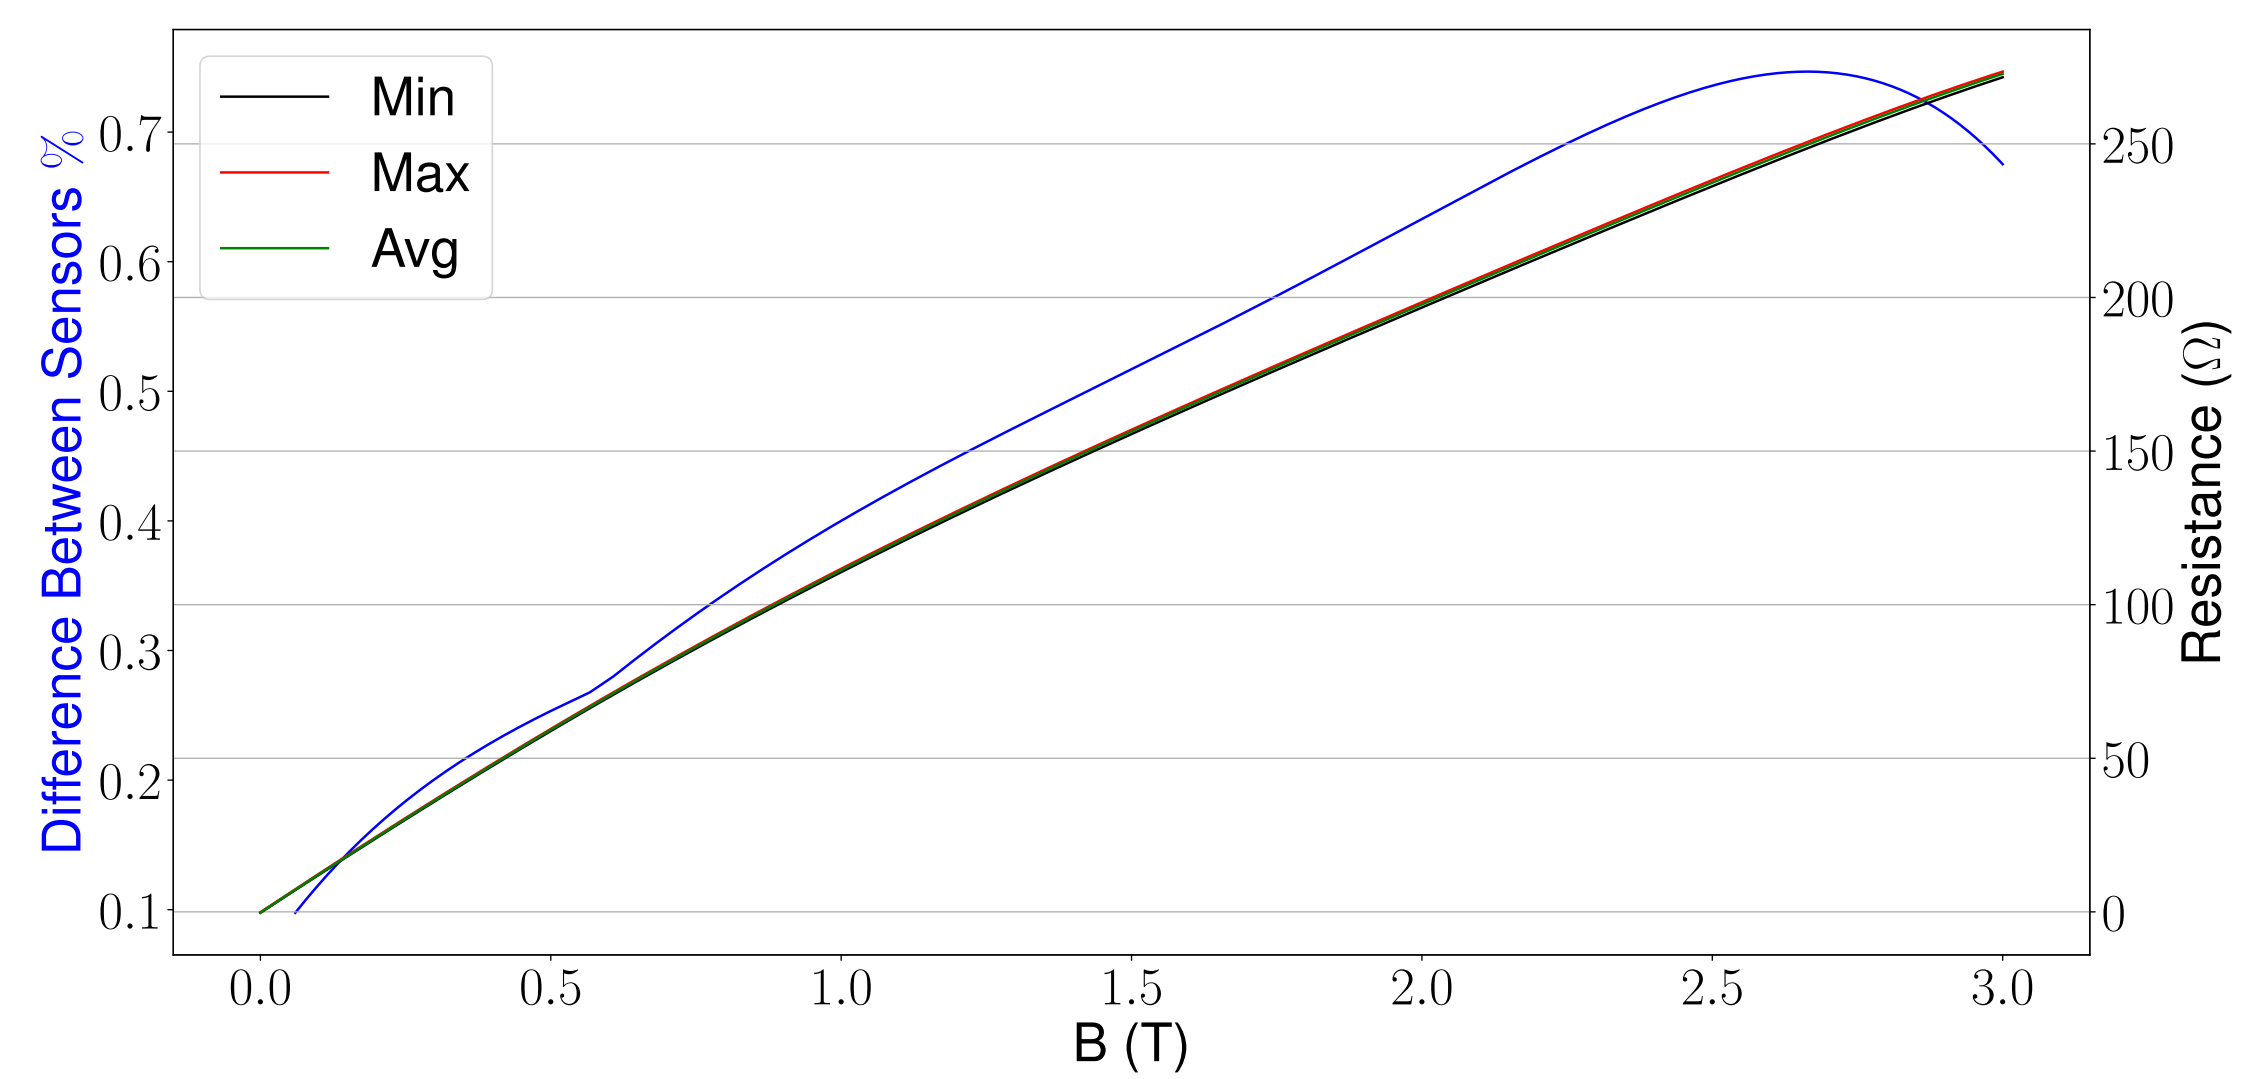 Min
Max
Avg
Difference Between Sensors %
0.7
0.6
0.5
0.4
0.3
0.2
0.1
250
200
150
100
50
0
Resistance (Ω)
0.0 0.5 1.0 1.5 2.0 2.5 3.0
B (T)